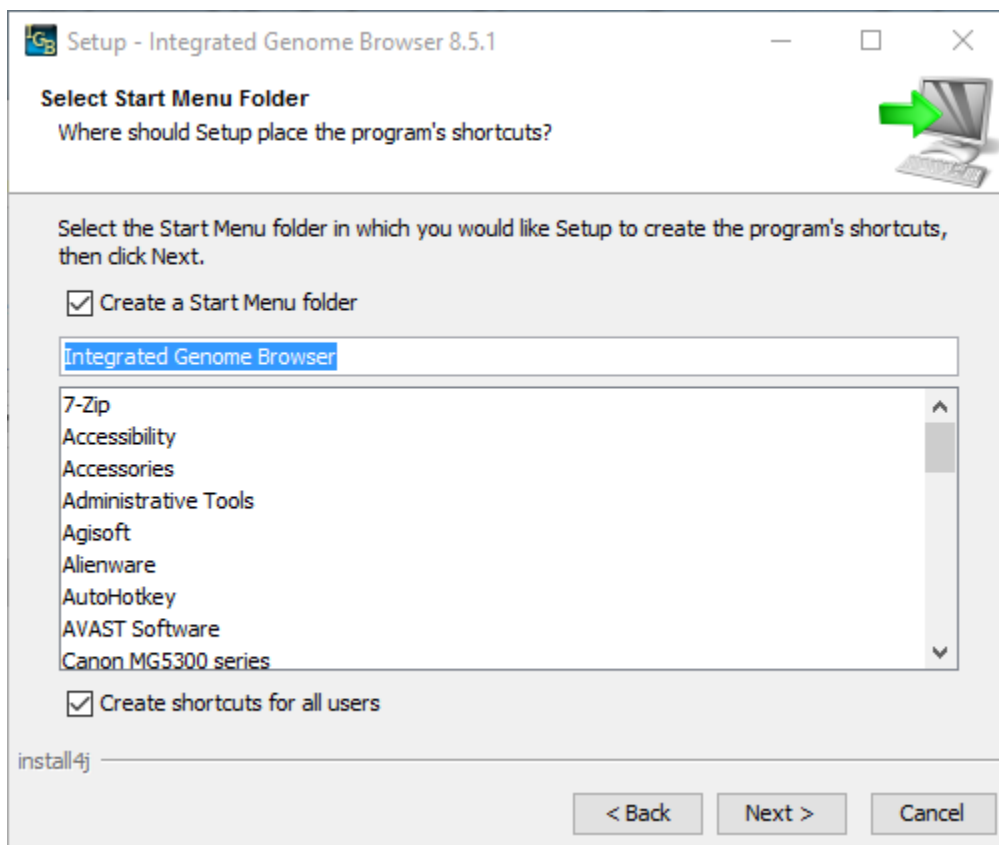 IGB
Setup - Integrated Genome Browser 8.5.1
Select Start Menu Folder
Where should Setup place the program's shortcuts?
Select the Start Menu folder in which you would like Setup to create the program's shortcuts,
then click Next.
Create a Start Menu folder
Integrated Genome Browser
7-Zip
Accessibility
Accessories
Administrative Tools
Agisoft
Alienware
AutoHotkey
AVAST Software
Canon MG5300 series
Create shortcuts for all users
install4j
< Back Next > Cancel